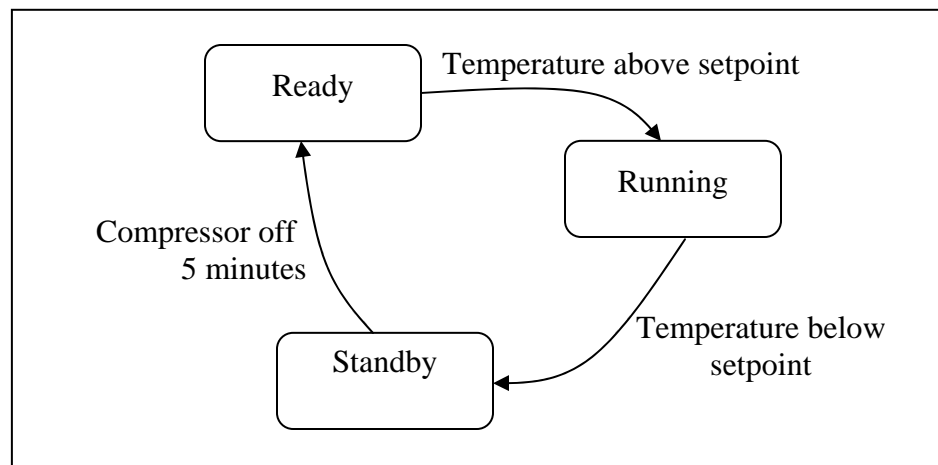 Ready
Temperature above setpoint
Running
Compressor off
5 minutes
Temperature below
setpoint
Standby